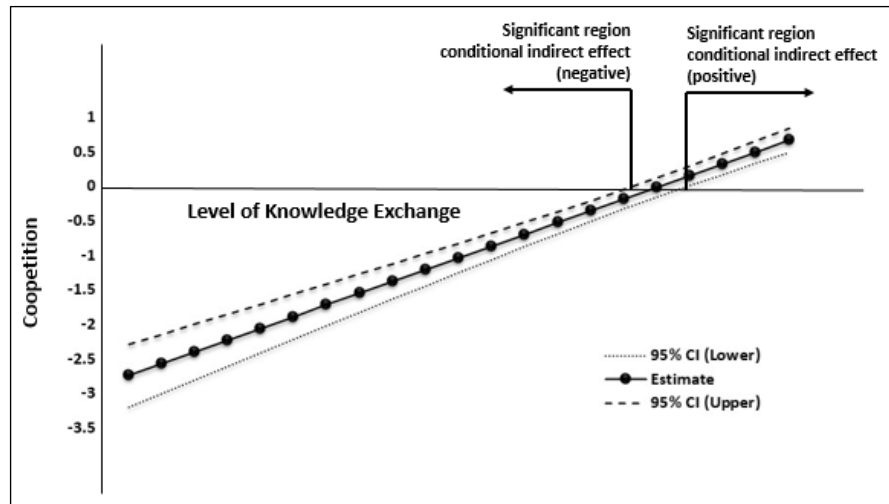 Significant region
conditional indirect effect
(negative)
Significant region
conditional indirect effect
(positive)
1
0.5
0
-0.5
-1
-1.5
-2
-2.5
-3
-3.5
Coopetition
Level of Knowledge Exchange
95% CI (Lower)
Estimate
95% CI (Upper)